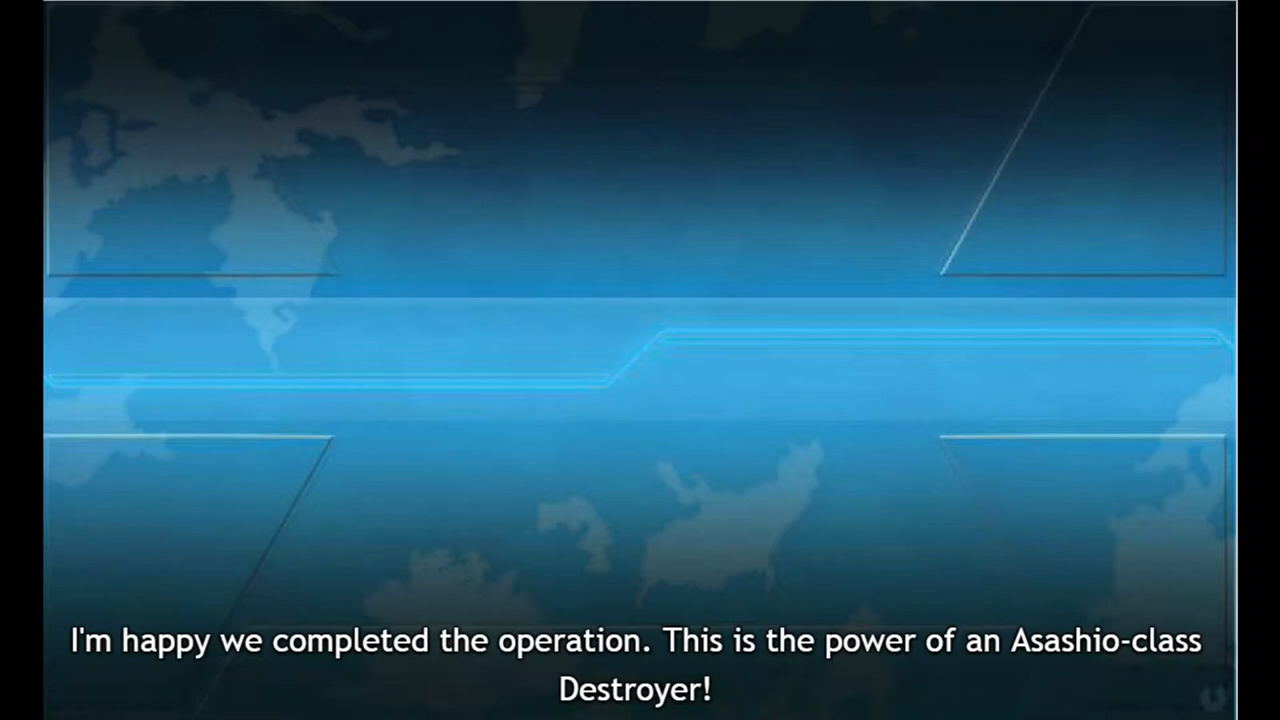 I'm happy we completed the operation. This is the power of an Asashio-class
Destroyer!